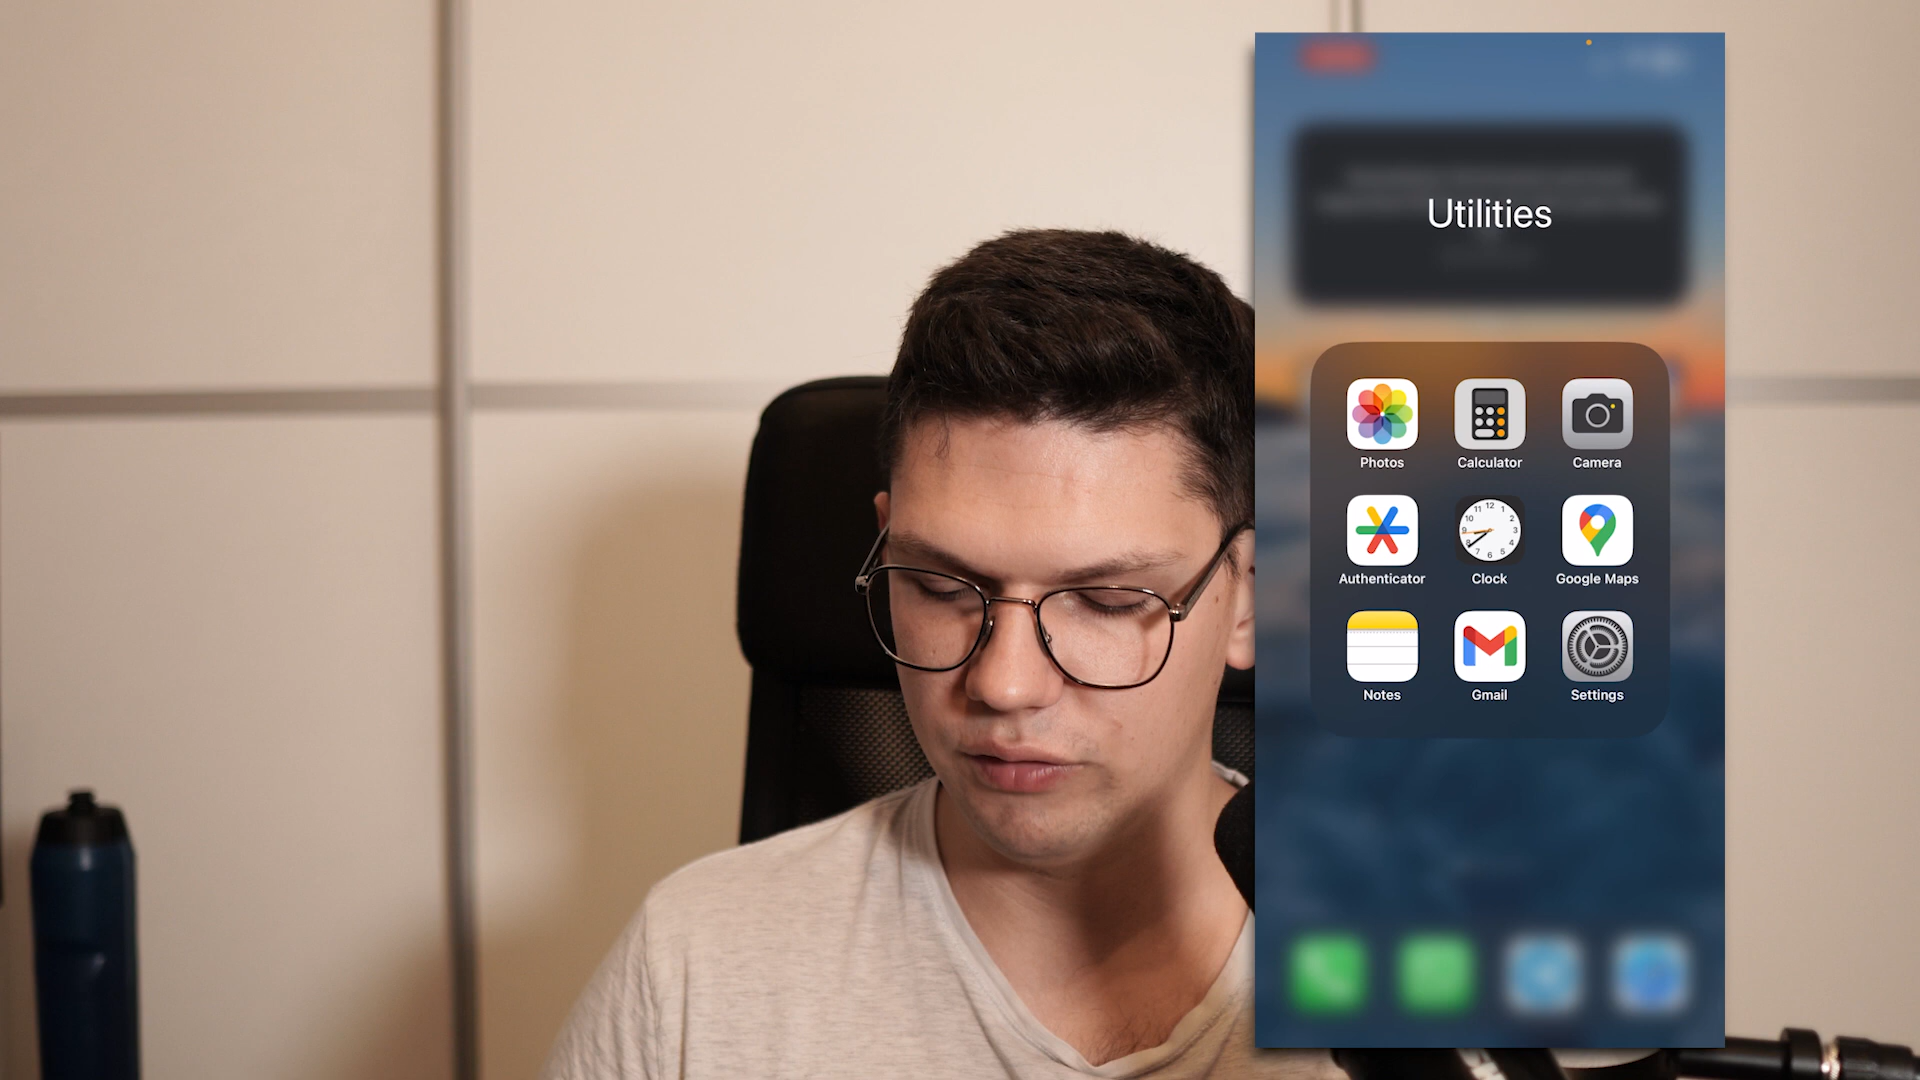 Utilities
Photos Calculator Camera
Authenticator Clock Google Maps
Notes Gmail Settings